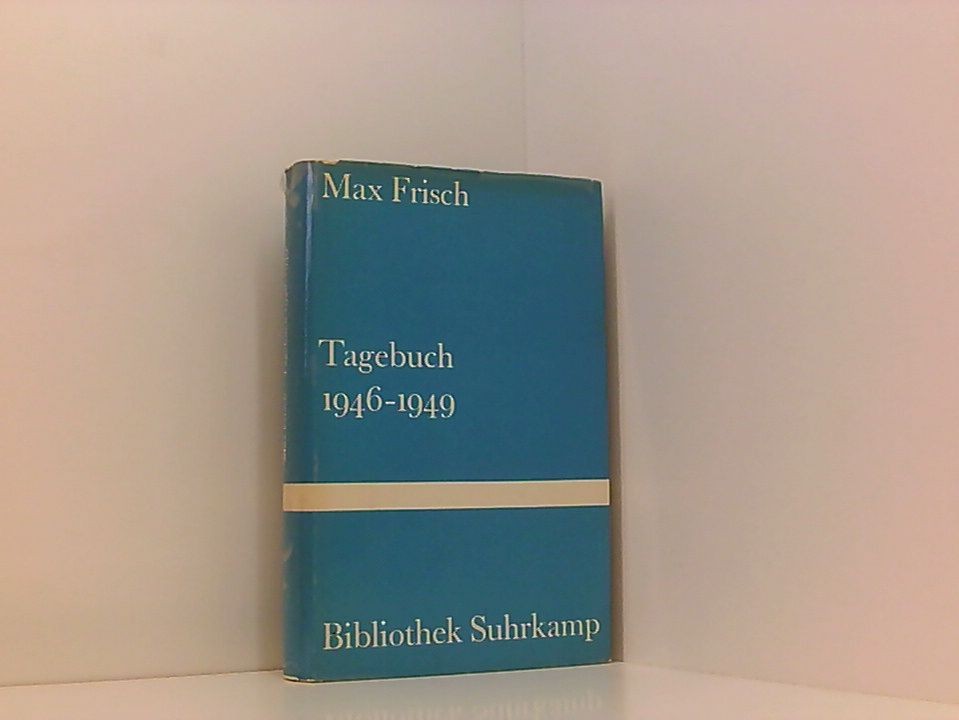 Max Frisch
Tagebuch
1946-1949
Bibliothek Suhrkamp